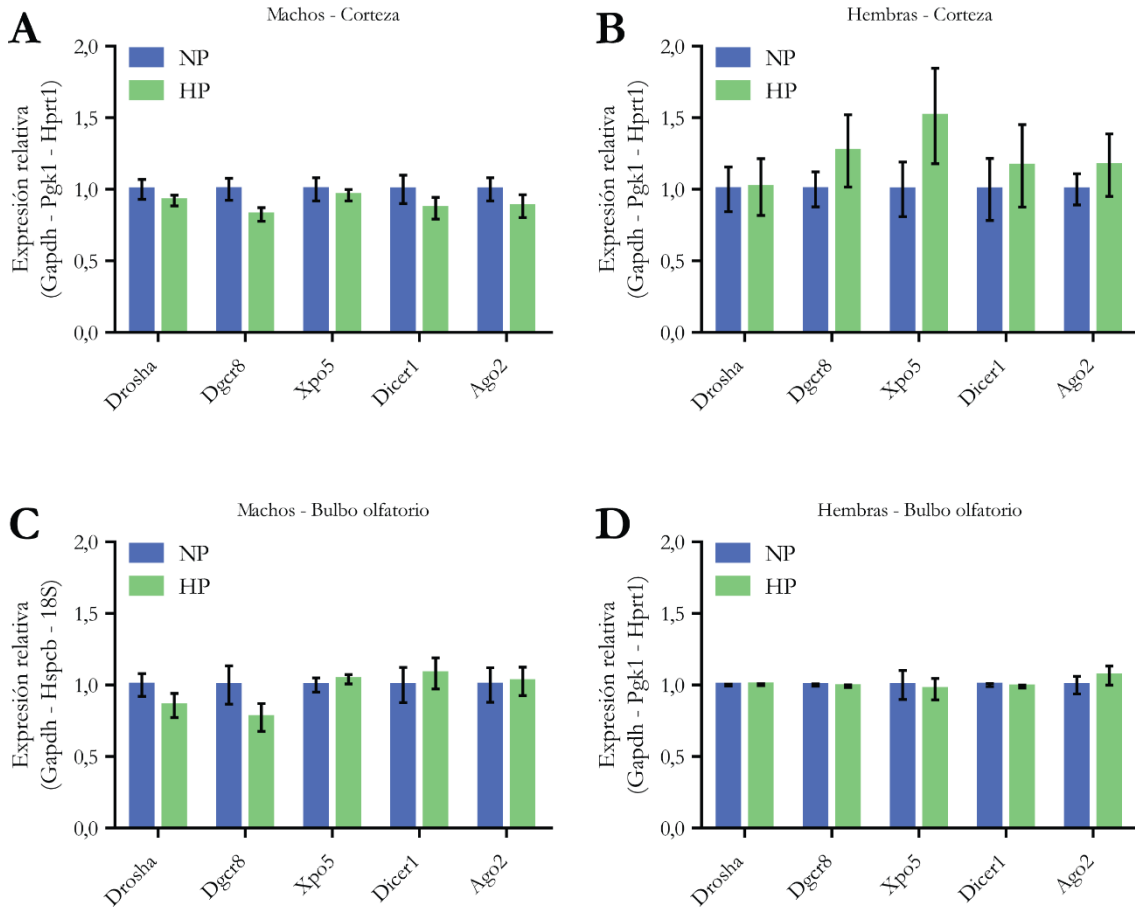 A
Machos - Corteza
Expresión relativa
(Gapdh - Pgk1 - Hprt1)
2,0
1,5
1,0
0,5
0,0
NP
HP
Drosha
Dgcr8
Xpo5
Dicer1
Ago2
B
Hembras - Corteza
Expresión relativa
(Gapdh - Pgk1 - Hprt1)
2,0
1,5
1,0
0,5
0,0
NP
HP
Drosha
Dgcr8
Xpo5
Dicer1
Ago2
C
Machos - Bulbo olfatorio
Expresión relativa
(Gapdh - Hspcb - 18S)
2,0
1,5
1,0
0,5
0,0
NP
HP
Drosha
Dgcr8
Xpo5
Dicer1
Ago2
D
Hembras - Bulbo olfatorio
Expresión relativa
(Gapdh - Pgk1 - Hprt1)
2,0
1,5
1,0
0,5
0,0
NP
HP
Drosha
Dgcr8
Xpo5
Dicer1
Ago2